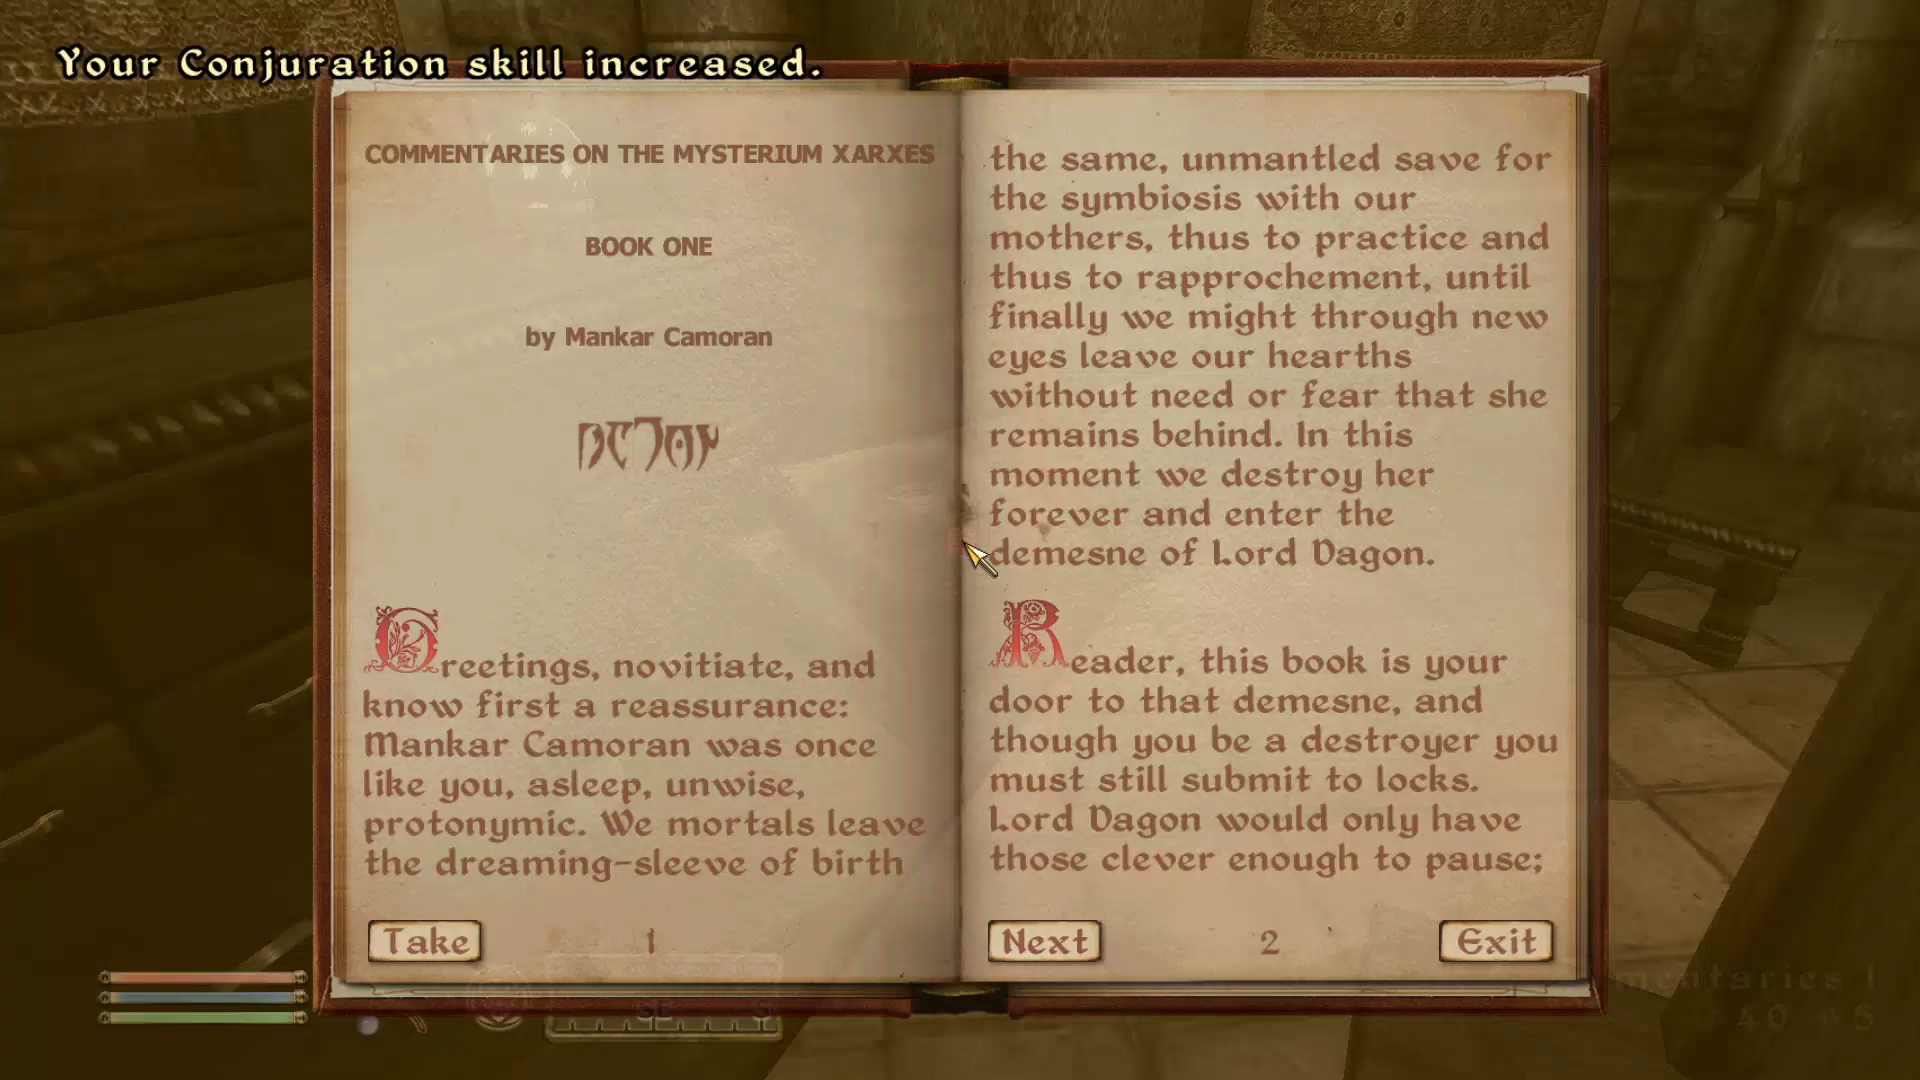 Your Conjuration skill increased.
COMMENTARIES ON THE MYSTERIUM XARXES
BOOK ONE
by Mankar Camoran
Greetings, novitiate, and
know first a reassurance:
Mankar Camoran was once
like you, asleep, unwise,
protonymic. We mortals leave
the dreaming-sleeve of birth
Take
1
the same, unmantled save for
the symbiosis with our
mothers, thus to practice and
thus to rapprochement, until
finally we might through new
eyes leave our hearths
without need or fear that she
remains behind. In this
moment we destroy her
forever and enter the
demesne of Lord Dagon.
Reader, this book is your
door to that demesne, and
though you be a destroyer you
must still submit to locks.
Lord Dagon would only have
those clever enough to pause;
Next
2
Exit
SE
S
mentaries I
40
5